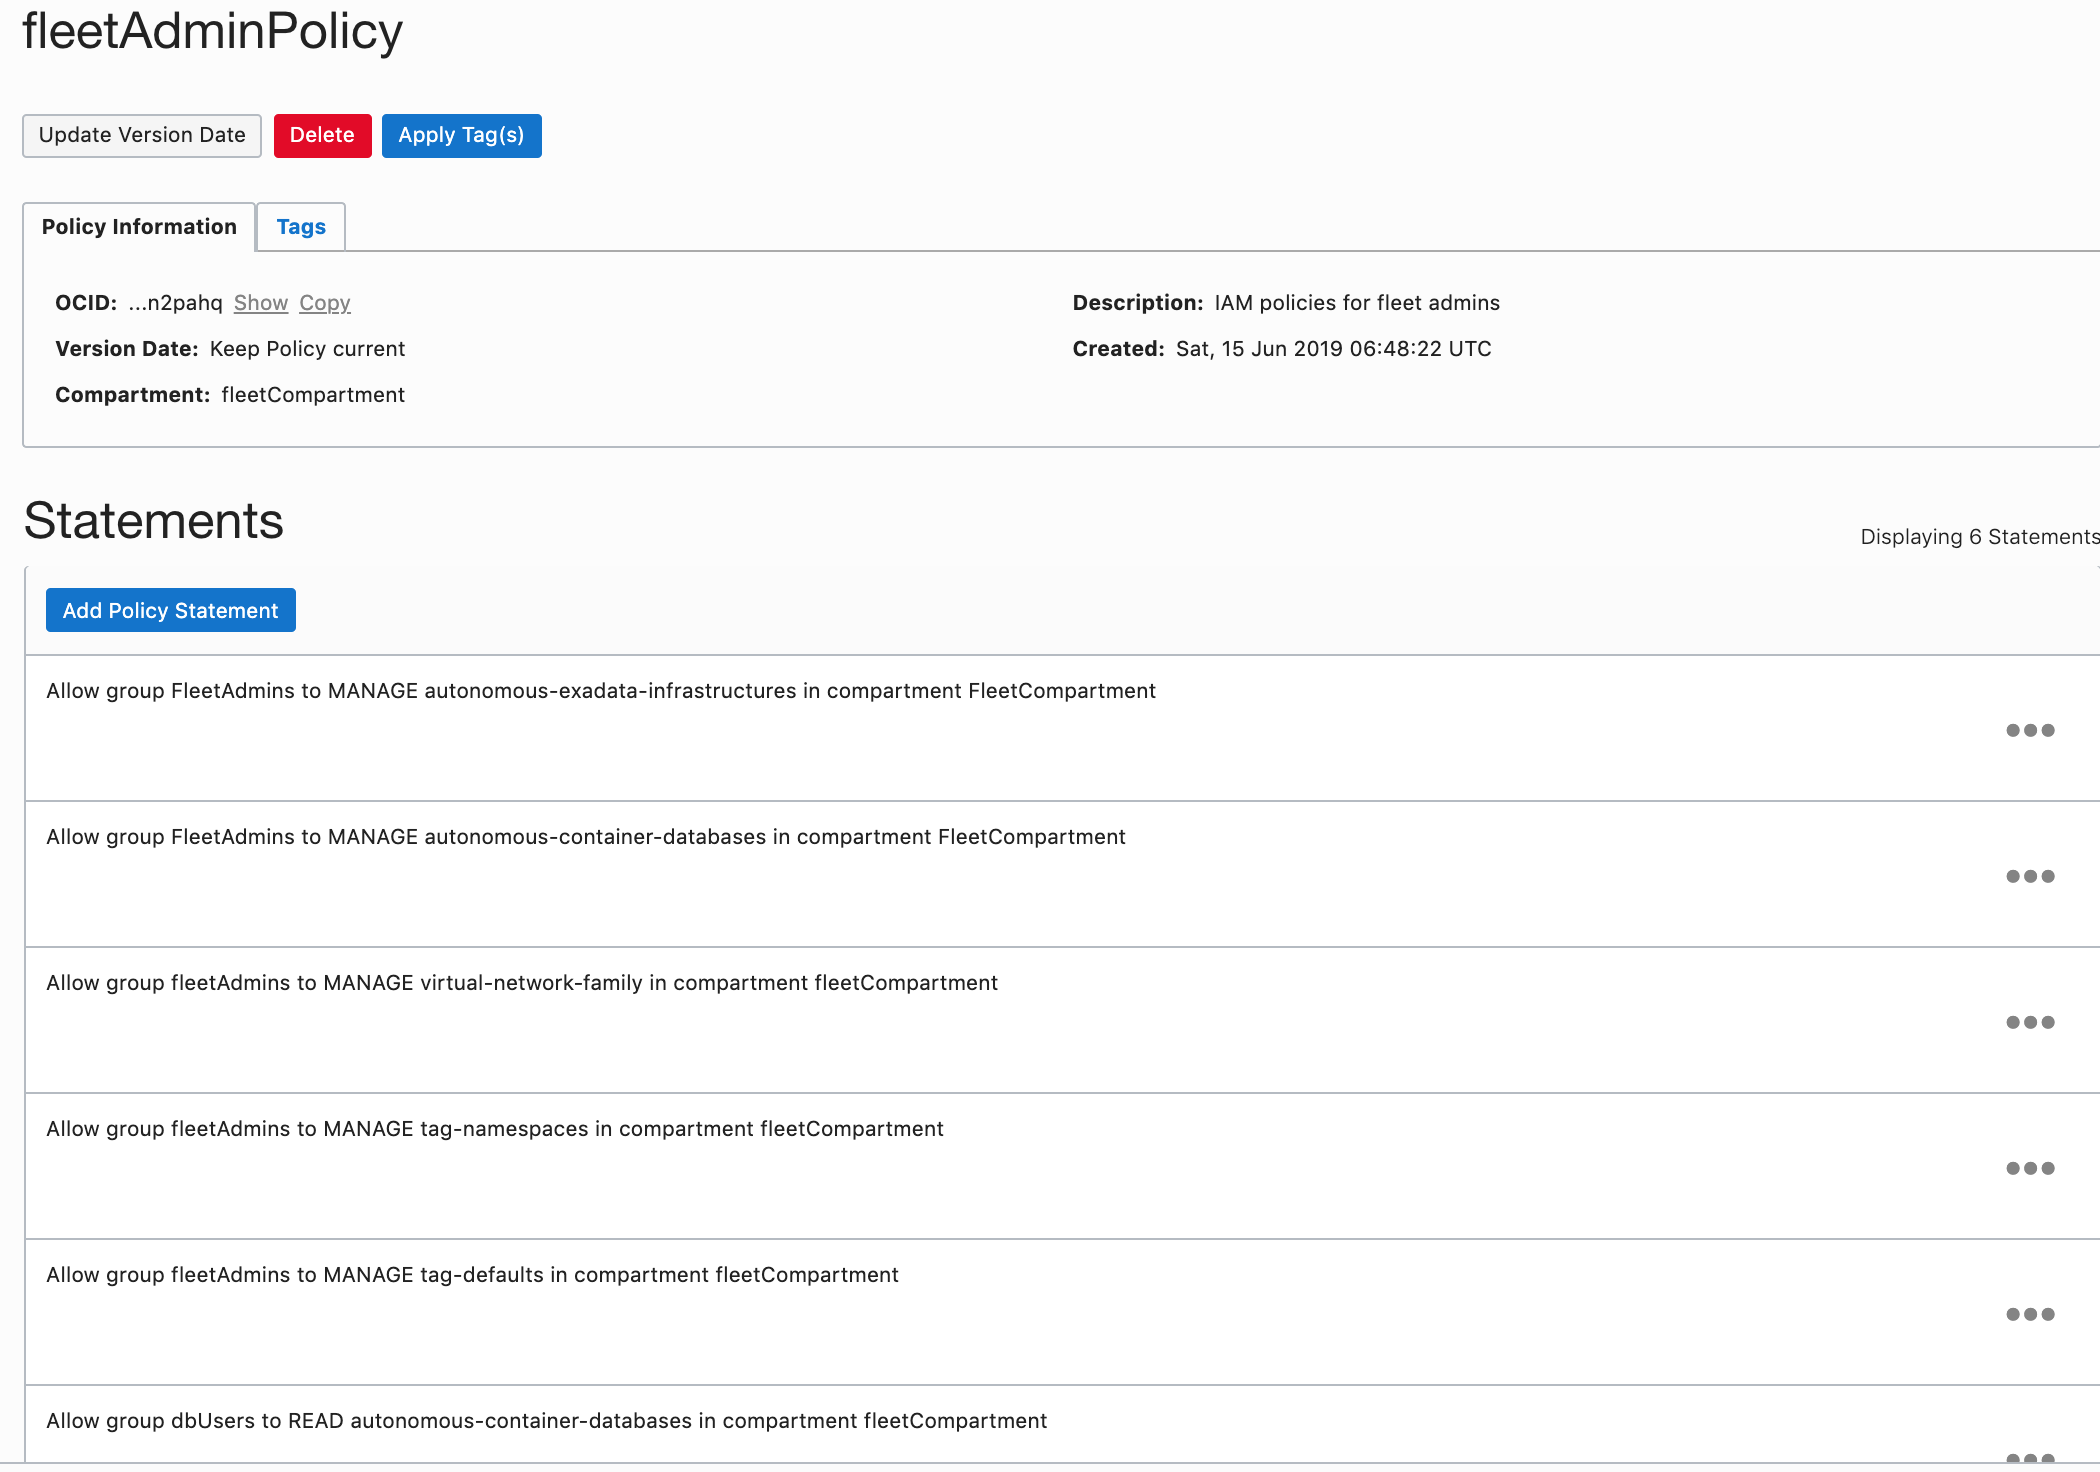 fleetAdminPolicy
Update Version Date Delete Apply Tag(s)
Policy Information Tags
OCID: ...n2pahq Show Copy
Description: IAM policies for fleet admins
Version Date: Keep Policy current
Created: Sat, 15 Jun 2019 06:48:22 UTC
Compartment: fleetCompartment
Statements
Displaying 6 Statements
Add Policy Statement
Allow group FleetAdmins to MANAGE autonomous-exadata-infrastructures in compartment FleetCompartment
Allow group FleetAdmins to MANAGE autonomous-container-databases in compartment FleetCompartment
Allow group fleetAdmins to MANAGE virtual-network-family in compartment fleetCompartment
Allow group fleetAdmins to MANAGE tag-namespaces in compartment fleetCompartment
Allow group fleetAdmins to MANAGE tag-defaults in compartment fleetCompartment
Allow group dbUsers to READ autonomous-container-databases in compartment fleetCompartment